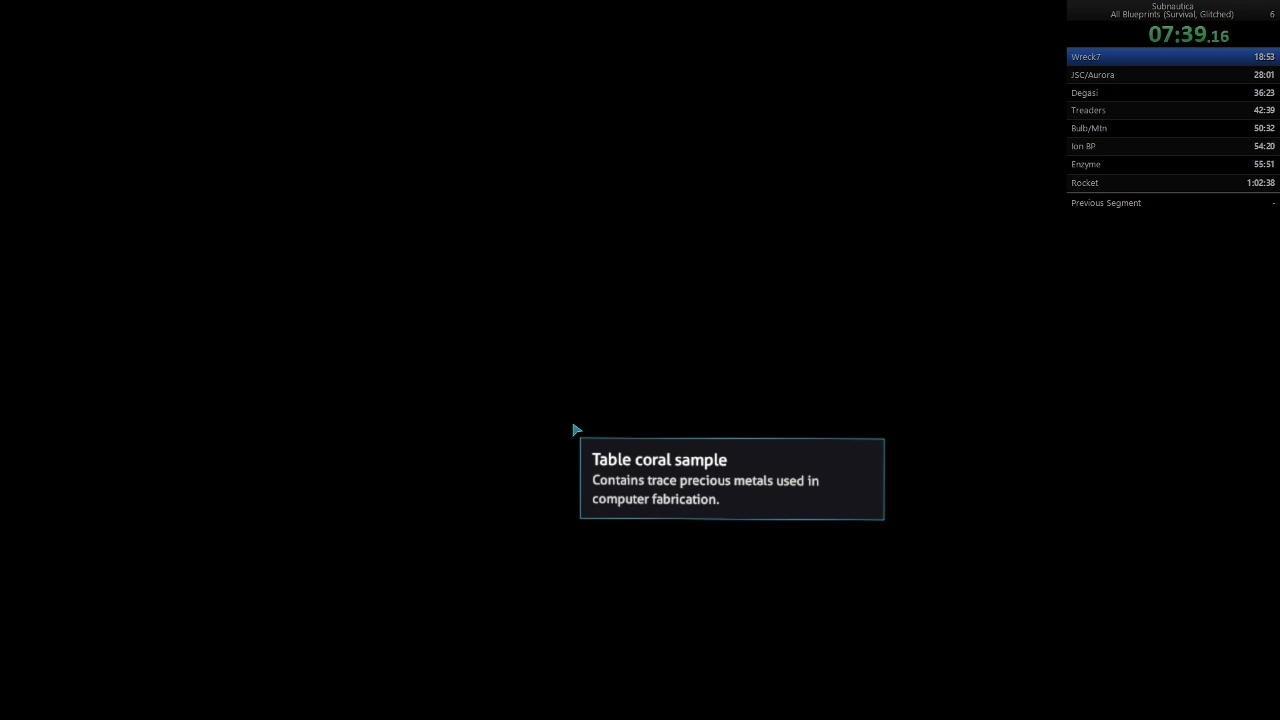 Subnautica
All Blueprints (Survival, Glitched) 6
07:39.16
Wreck7 18:53
JSC/Aurora 28:01
Degasi 36:23
Treaders 42:39
Bulb/Mtn 50:32
Ion BP 54:20
Enzyme 55:51
Rocket 1:02:38
Previous Segment -
Table coral sample
Contains trace precious metals used in
computer fabrication.